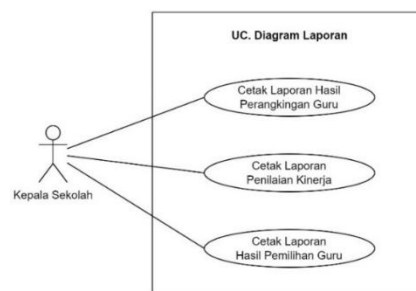 UC. Diagram Laporan
Cetak Laporan Hasil
Perangkingan Guru
Cetak Laporan
Penilaian Kinerja
Kepala Sekolah
Cetak Laporan
Hasil Pemilihan Guru